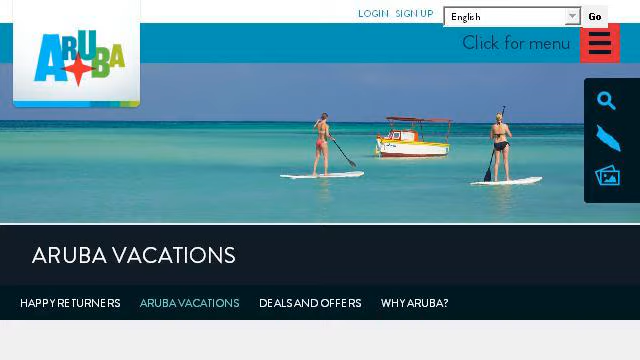 LOGIN SIGN UP English Go
Click for menu
ARUBA
ARUBA VACATIONS
HAPPY RETURNERS ARUBA VACATIONS DEALS AND OFFERS WHY ARUBA?